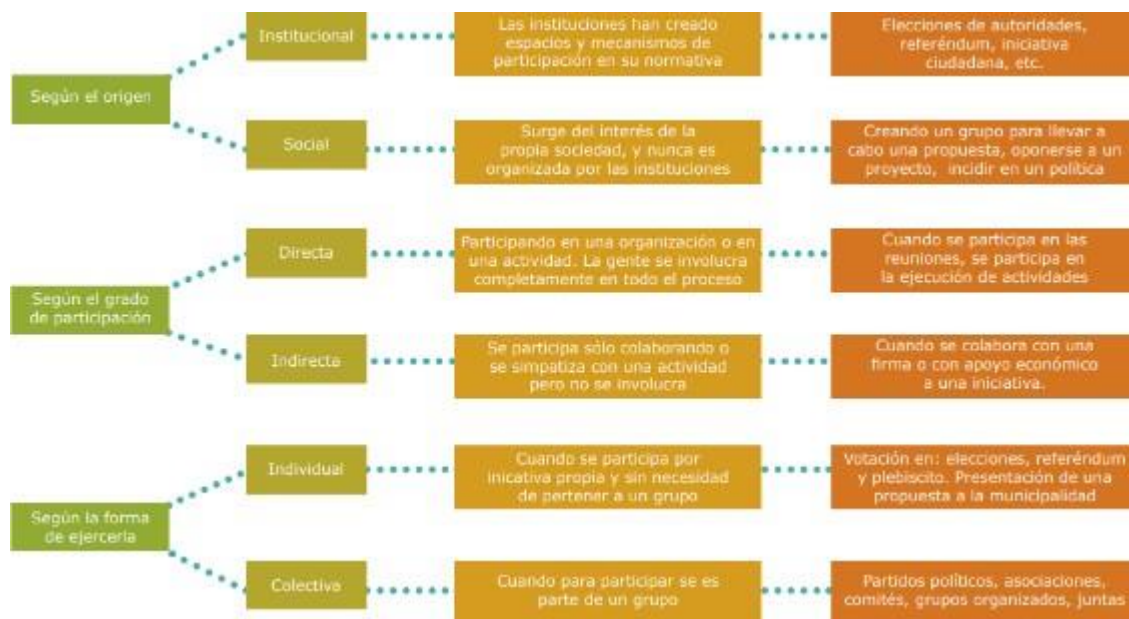 Según el origen
Institucional
Las instituciones han creado
espacios y mecanismos de
participación en su normativa
Elecciones de autoridades,
referéndum, iniciativa
ciudadana, etc.
Social
Surge del interés de la
propia sociedad, y nunca es
organizada por las instituciones
Creando un grupo para llevar a
cabo una propuesta, oponerse a un
proyecto, incidir en un política
Según el grado
de participación
Directa
Participando en una organización o en
una actividad. La gente se involucra
completamente en todo el proceso
Cuando se participa en las
reuniones, se participa en
la ejecución de actividades
Indirecta
Se participa sólo colaborando o
se simpatiza con una actividad
pero no se involucra
Cuando se colabora con una
firma o con apoyo económico
a una iniciativa.
Según la forma
de ejercerla
Individual
Cuando se participa por
inicativa propia y sin necesidad
de pertener a un grupo
Votación en: elecciones, referéndum
y plebiscito. Presentación de una
propuesta a la municipalidad
Colectiva
Cuando para participar se es
parte de un grupo
Partidos políticos, asociaciones,
comités, grupos organizados, juntas